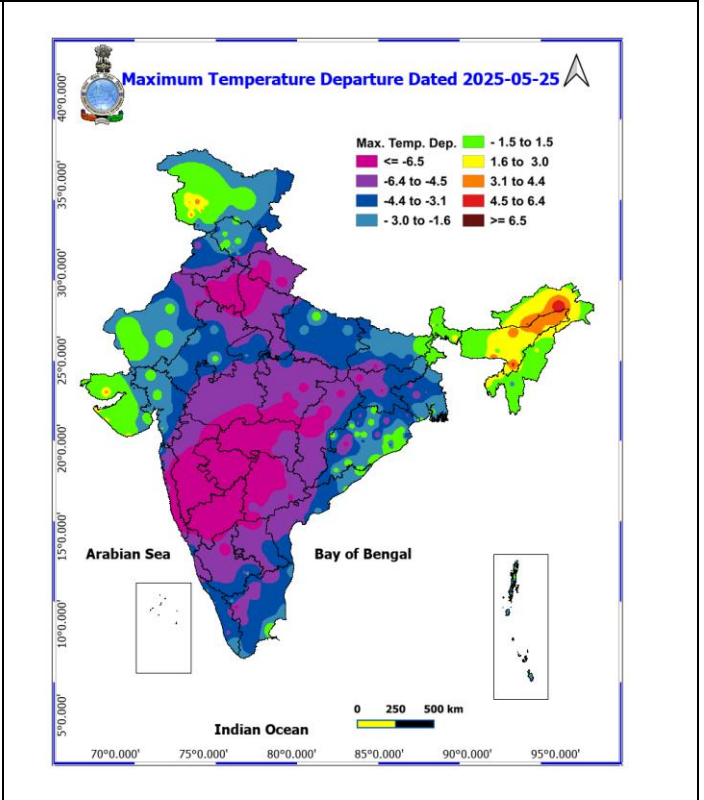 Maximum Temperature Departure Dated 2025-05-25
Max. Temp. Dep.
<= -6.5
-6.4 to -4.5
-4.4 to -3.1
- 3.0 to -1.6
- 1.5 to 1.5
1.6 to 3.0
3.1 to 4.4
4.5 to 6.4
>= 6.5
40°0.000'
35°0.000'
30°0.000'
25°0.000'
20°0.000'
15°0.000'
10°0.000'
5°0.000'
Arabian Sea
Bay of Bengal
0 250 500 km
Indian Ocean
70°0.000' 75°0.000' 80°0.000' 85°0.000' 90°0.000' 95°0.000'